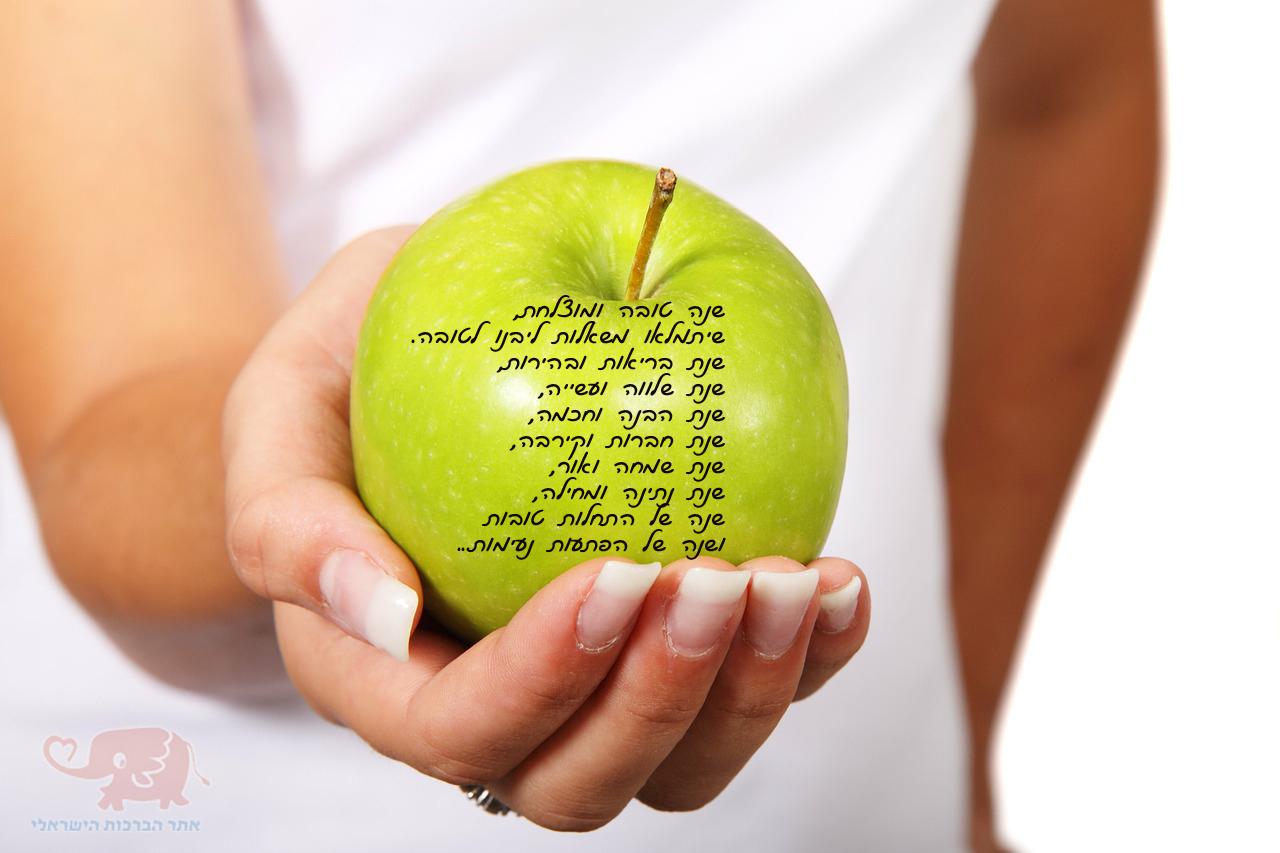 שנה טובה ומוצלחת,
שיתמלאו משאלות ליבנו לטובה.
שנת בריאות ובהירות,
שנת שלווה ועשייה,
שנת הבנה וחכמה,
שנת חברות וקירבה,
שנת שמחה ואור,
שנת נתינה ומחילה,
שנה של התחלות טובות
ושנה של הפתעות נעימות..
אתר הברכות הישראלי